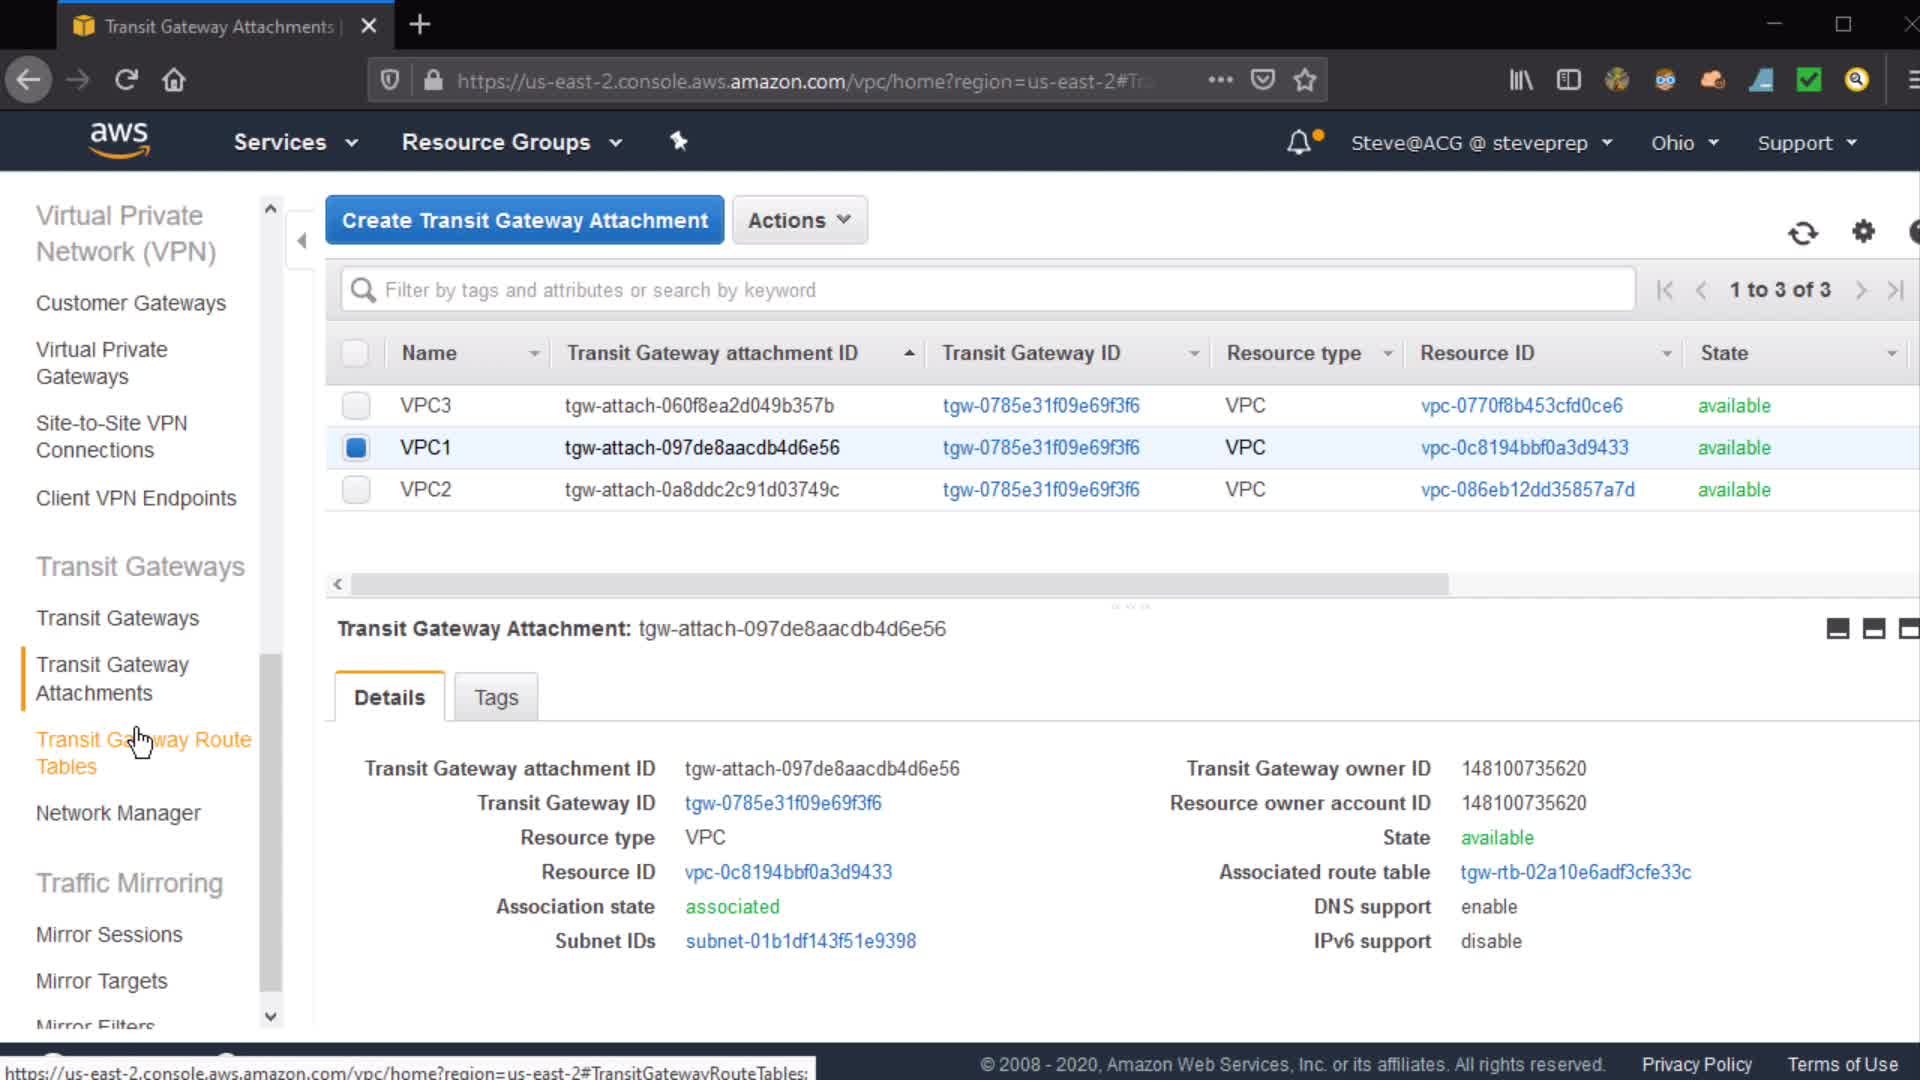 Transit Gateway Attachments |
https://us-east-2.console.aws.amazon.com/vpc/home?region=us-east-2#Tr
aws
Services
Resource Groups
Steve@ACG @ steveprep
Ohio
Support
Virtual Private
Network (VPN)
Customer Gateways
Virtual Private
Gateways
Site-to-Site VPN
Connections
Client VPN Endpoints
Transit Gateways
Transit Gateways
Transit Gateway
Attachments
Transit Gateway Route
Tables
Network Manager
Traffic Mirroring
Mirror Sessions
Mirror Targets
Mirror Filters
Create Transit Gateway Attachment
Actions
Filter by tags and attributes or search by keyword
1 to 3 of 3
Name Transit Gateway attachment ID Transit Gateway ID Resource type Resource ID State
VPC3 tgw-attach-060f8ea2d049b357b tgw-0785e31f09e69f3f6 VPC vpc-0770f8b453cfd0ce6 available
VPC1 tgw-attach-097de8aacdb4d6e56 tgw-0785e31f09e69f3f6 VPC vpc-0c8194bbf0a3d9433 available
VPC2 tgw-attach-0a8ddc2c91d03749c tgw-0785e31f09e69f3f6 VPC vpc-086eb12dd35857a7d available
Transit Gateway Attachment: tgw-attach-097de8aacdb4d6e56
Details
Tags
Transit Gateway attachment ID tgw-attach-097de8aacdb4d6e56
Transit Gateway ID tgw-0785e31f09e69f3f6
Resource type VPC
Resource ID vpc-0c8194bbf0a3d9433
Association state associated
Subnet IDs subnet-01b1df143f51e9398
Transit Gateway owner ID 148100735620
Resource owner account ID 148100735620
State available
Associated route table tgw-rtb-02a10e6adf3cfe33c
DNS support enable
IPv6 support disable
© 2008 - 2020, Amazon Web Services, Inc. or its affiliates. All rights reserved.
Privacy Policy
Terms of Use
https://us-east-2.console.aws.amazon.com/vpc/home?region=us-east-2#TransitGatewayRouteTables: